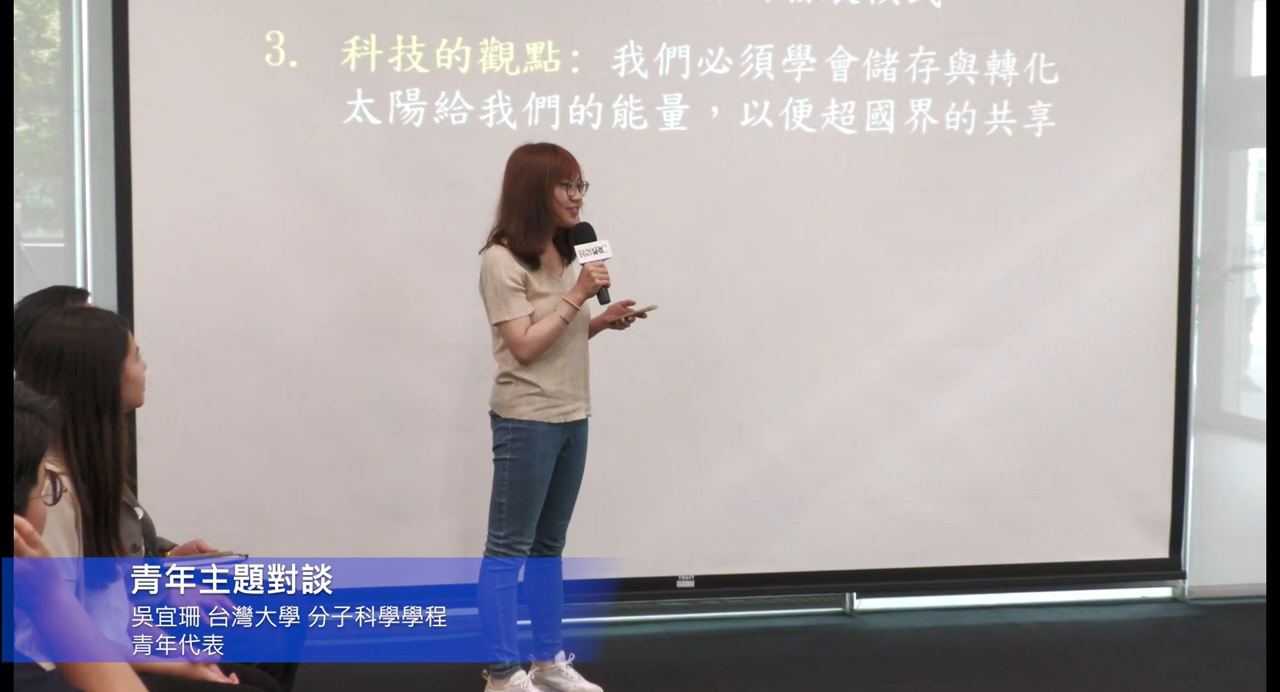 3. 科技的觀點: 我們必須學會儲存與轉化
太陽給我們的能量，以便超國界的共享
青年主題對談
吳宜珊 台灣大學 分子科學學程
青年代表